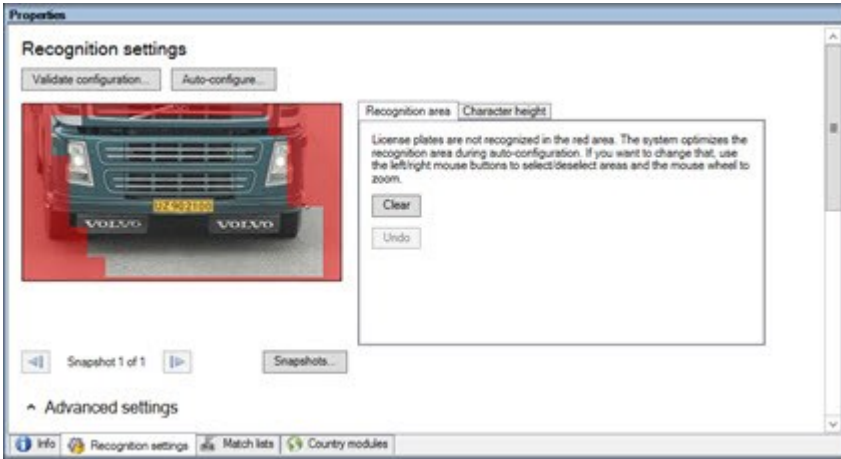 Properties
Recognition settings
Validate configuration...
Auto-configure...
Recognition area
Character height
License plates are not recognized in the red area. The system optimizes the
recognition area during auto-configuration. If you want to change that, use
the left/right mouse buttons to select/deselect areas and the mouse wheel to
zoom.
Clear
Undo
UZ 902100
VOLVO
VOLVO
Snapshot 1 of 1
Snapshots...
Advanced settings
Info
Recognition settings
Match lists
Country modules